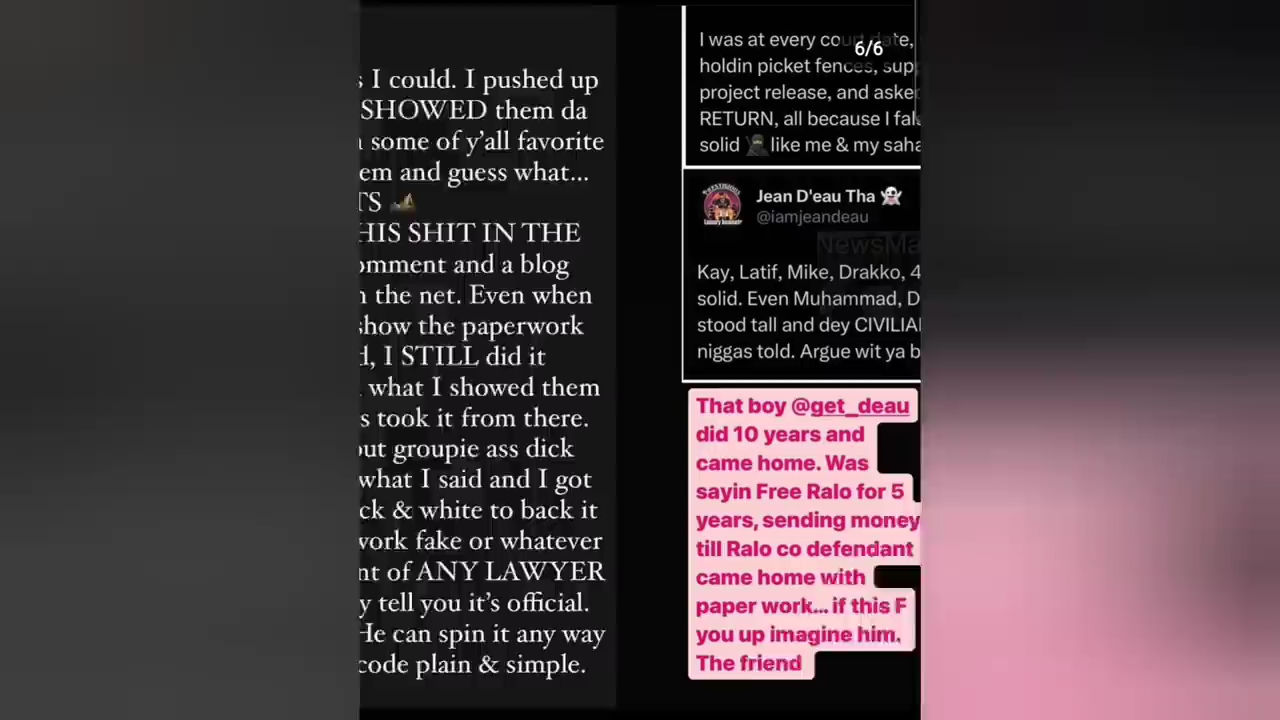 I could. I pushed up
SHOWED them da
some of y’all favorite
em and guess what...
TS
HIS SHIT IN THE
omment and a blog
the net. Even when
show the paperwork
I STILL did it
what I showed them
s took it from there.
out groupie ass dick
what I said and I got
ck & white to back it
work fake or whatever
nt of ANY LAWYER
y tell you it’s official.
He can spin it any way
code plain & simple.
6/6
I was at every court date,
holdin picket fences, supp
project release, and asked
RETURN, all because I
solid 🥷like me & my saha
Jean D'eau Tha 👻
@iamjeandeau
NewsMa
Kay, Latif, Mike, Drakko, 4
solid. Even Muhammad, D
stood tall and dey CIVILIA
niggas told. Argue wit ya b
That boy @get_deau
did 10 years and
came home. Was
sayin Free Ralo for 5
years, sending money
till Ralo co defendant
came home with
paper work... if this F
you up imagine him.
The friend